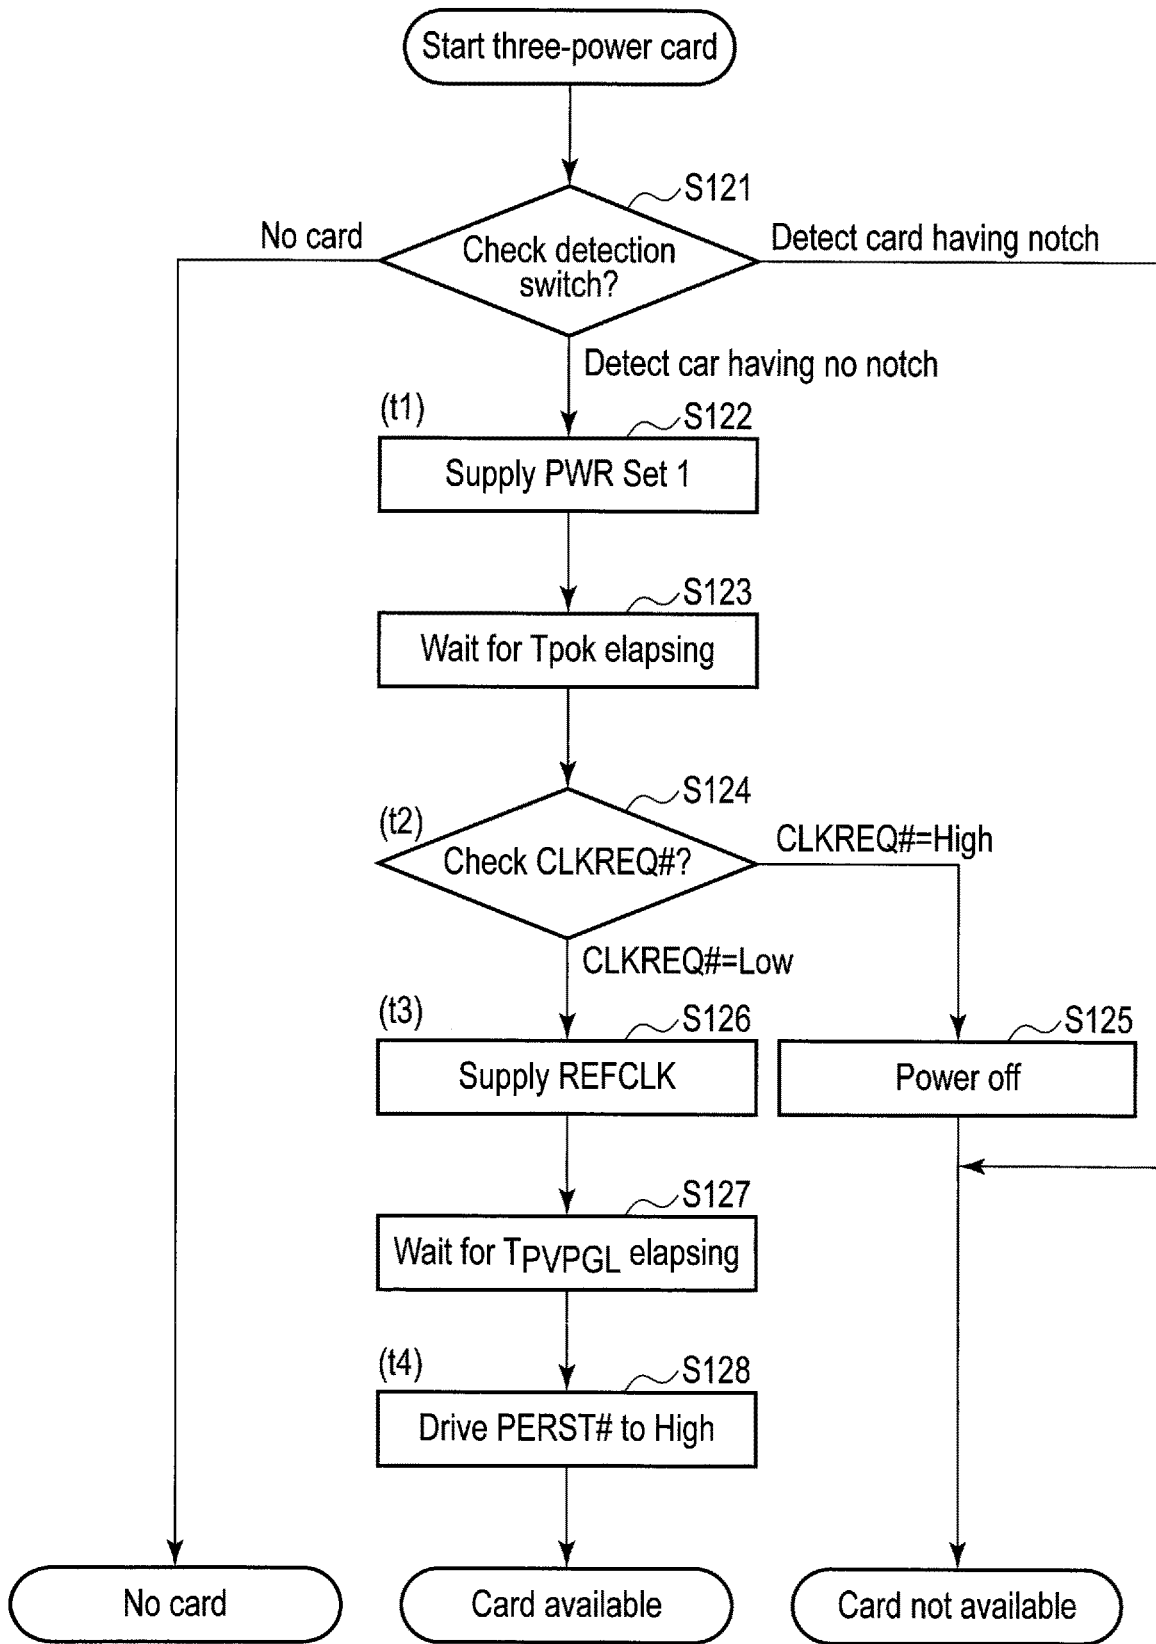 Start three-power card
S121
No card
Check detection
switch?
Detect card having notch
Detect car having no notch
(t1)
S122
Supply PWR Set 1
S123
Wait for Tpok elapsing
S124
(t2)
Check CLKREQ#?
CLKREQ#=High
CLKREQ#=Low
(t3)
S126
Supply REFCLK
S125
Power off
S127
Wait for TPVPGL elapsing
(t4)
S128
Drive PERST# to High
No card
Card available
Card not available